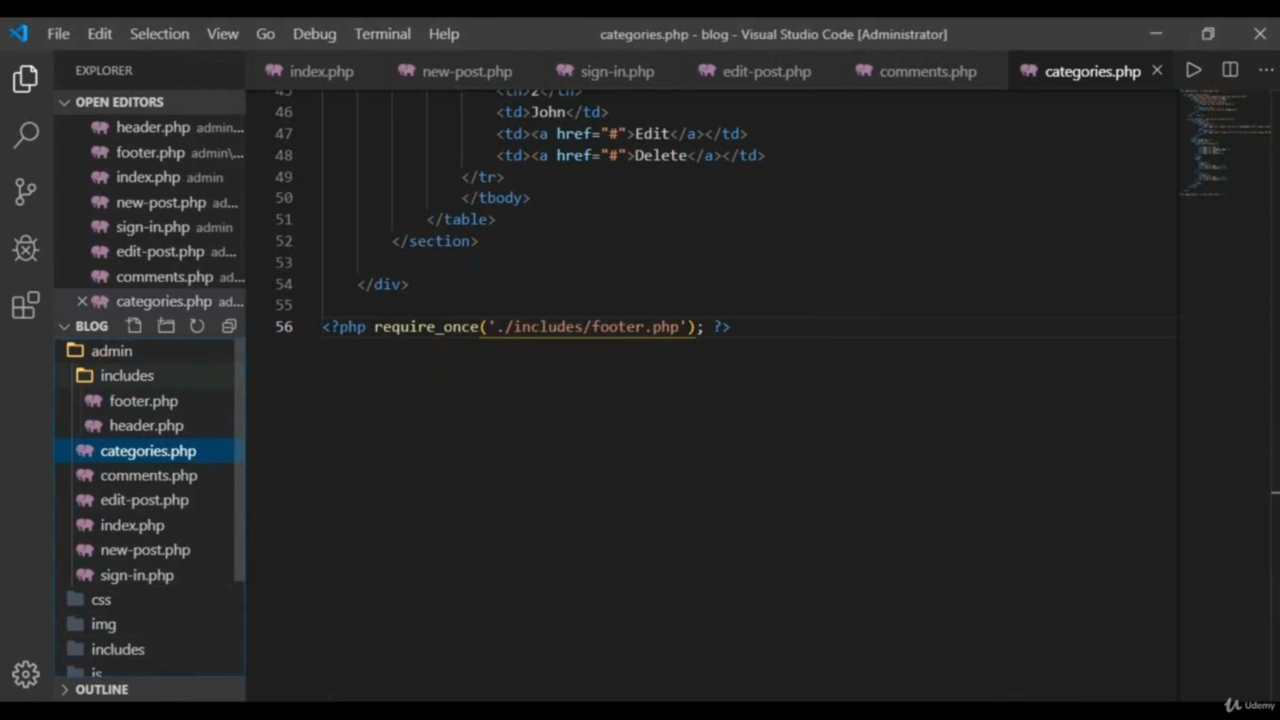 File Edit Selection View Go Debug Terminal Help categories.php - blog - Visual Studio Code [Administrator]
EXPLORER
index.php new-post.php sign-in.php edit-post.php comments.php categories.php
OPEN EDITORS
header.php admin...
footer.php admin\...
index.php admin
new-post.php ad...
sign-in.php admin
edit-post.php ad...
comments.php ad...
categories.php ad...
BLOG
admin
includes
footer.php
header.php
categories.php
comments.php
edit-post.php
index.php
new-post.php
sign-in.php
css
img
includes
js
OUTLINE
45 <th>2</th>
46 <td>John</td>
47 <td><a href="#">Edit</a></td>
48 <td><a href="#">Delete</a></td>
49 </tr>
50 </tbody>
51 </table>
52 </section>
53
54 </div>
55
56 <?php require_once('./includes/footer.php'); ?>
Udemy